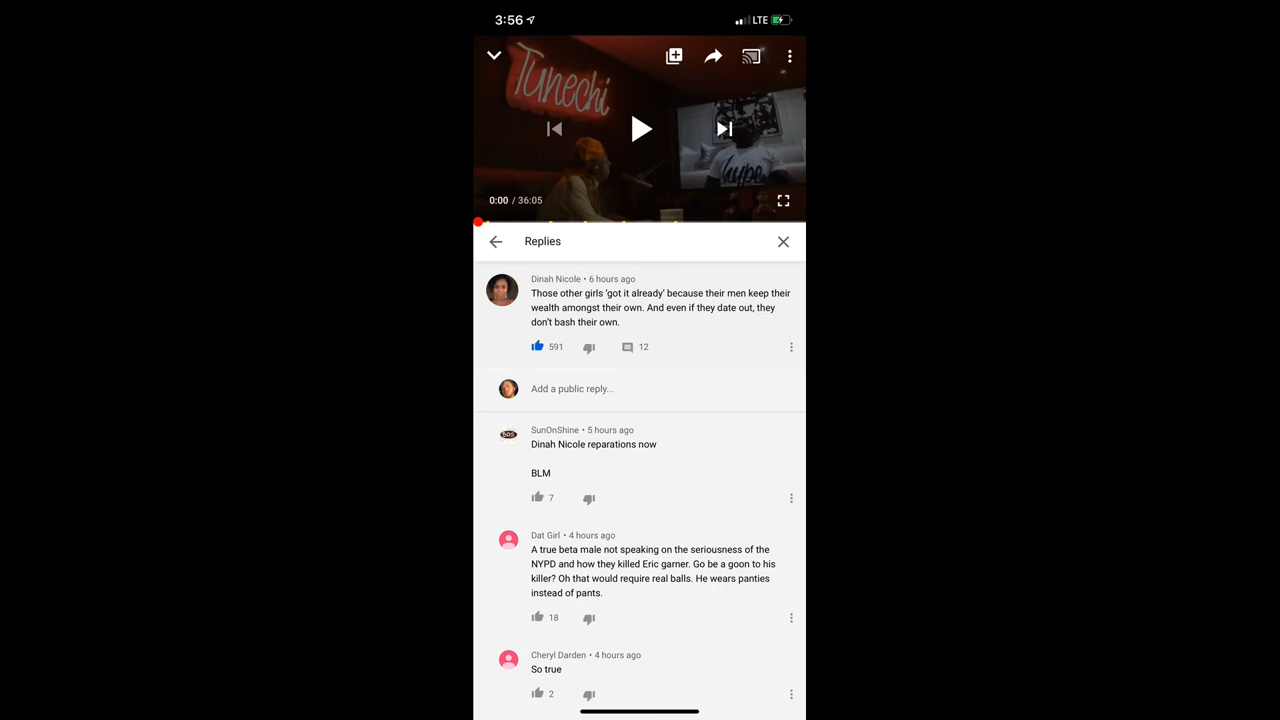 3:56
LTE
Tunechi
hype
0:00 / 36:05
Replies
Dinah Nicole • 6 hours ago
Those other girls ‘got it already’ because their men keep their
wealth amongst their own. And even if they date out, they
don’t bash their own.
591
12
Add a public reply...
SunOnShine • 5 hours ago
Dinah Nicole reparations now
BLM
7
Dat Girl • 4 hours ago
A true beta male not speaking on the seriousness of the
NYPD and how they killed Eric garner. Go be a goon to his
killer? Oh that would require real balls. He wears panties
instead of pants.
18
Cheryl Darden • 4 hours ago
So true
2